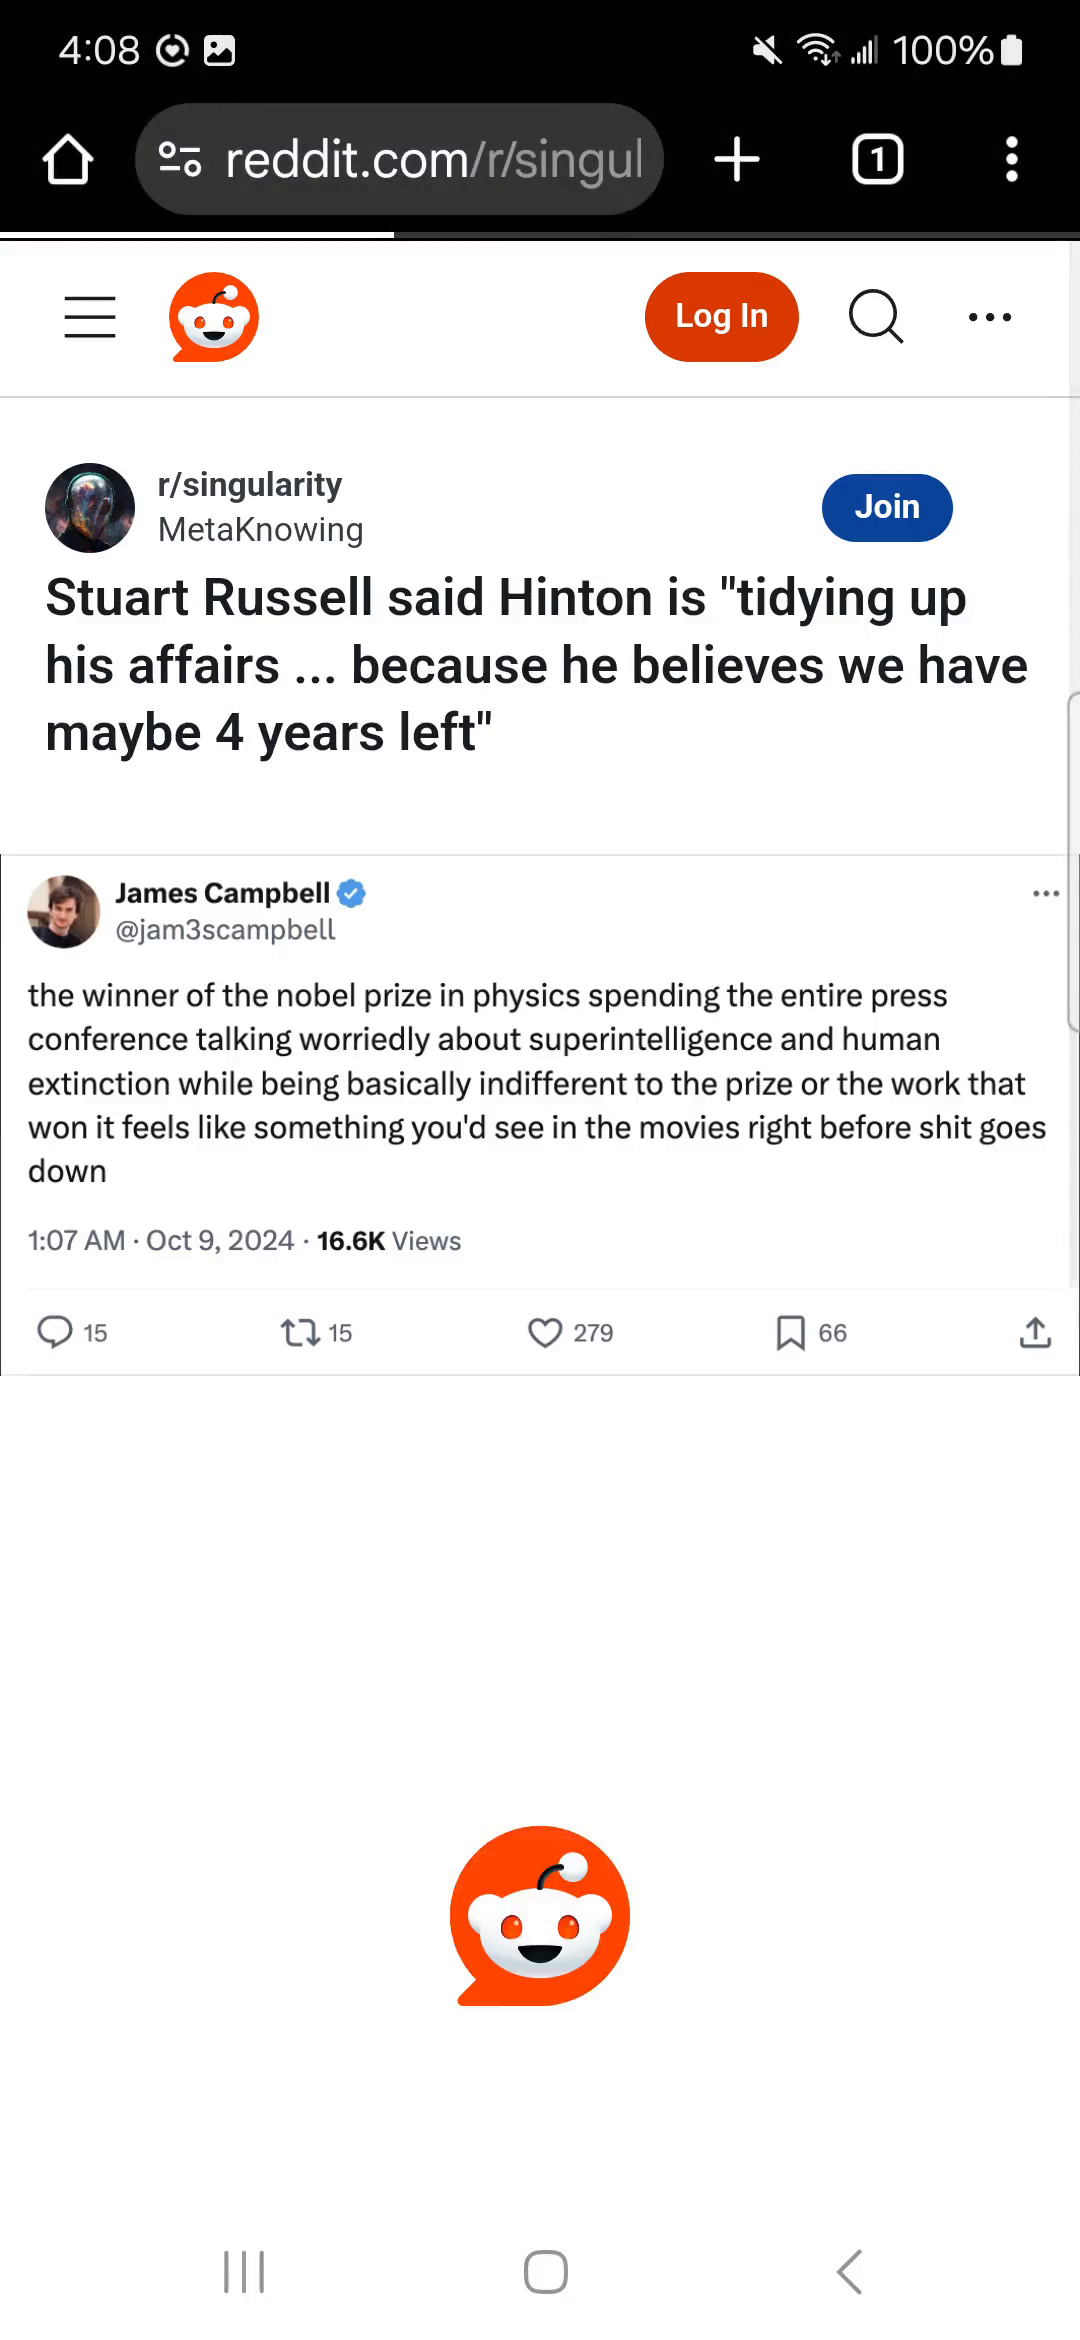 4:08 100%
reddit.com/r/singul 1
Log In
r/singularity
MetaKnowing
Join
Stuart Russell said Hinton is "tidying up
his affairs ... because he believes we have
maybe 4 years left"
James Campbell
@jam3scampbell
the winner of the nobel prize in physics spending the entire press
conference talking worriedly about superintelligence and human
extinction while being basically indifferent to the prize or the work that
won it feels like something you'd see in the movies right before shit goes
down
1:07 AM · Oct 9, 2024 · 16.6K Views
15 15 279 66